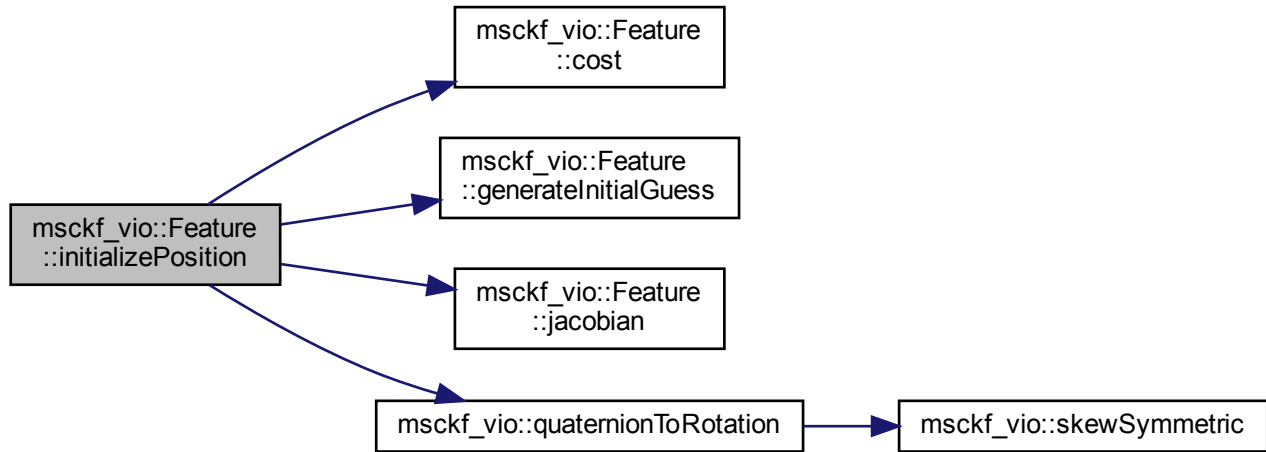 msckf_vio::Feature
::cost
msckf_vio::Feature
::generateInitialGuess
msckf_vio::Feature
::initializePosition
msckf_vio::Feature
::jacobian
msckf_vio::quaternionToRotation
msckf_vio::skewSymmetric